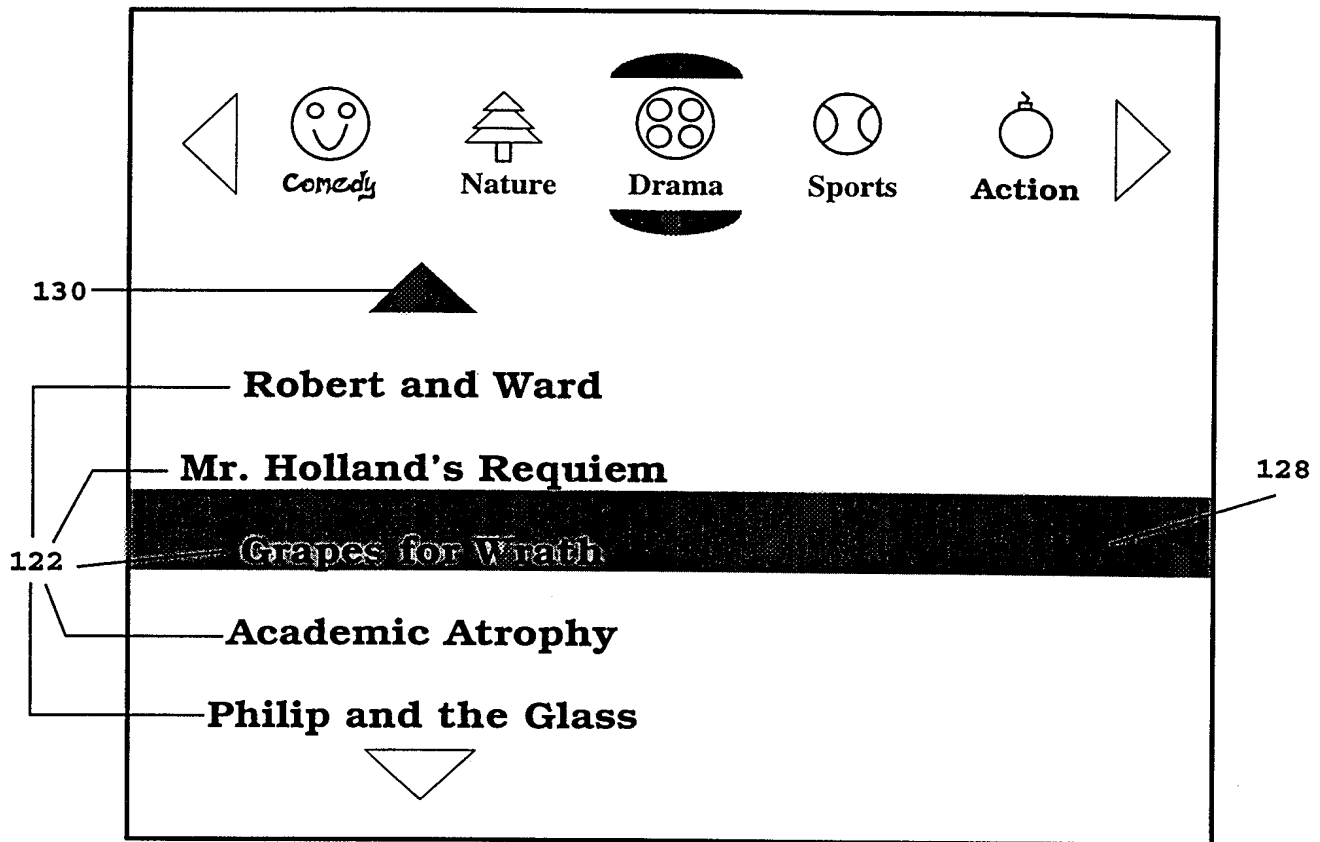 Comedy Nature Drama Sports Action
130
Robert and Ward
Mr. Holland's Requiem
128
Grapes for Wrath
122
Academic Atrophy
Philip and the Glass